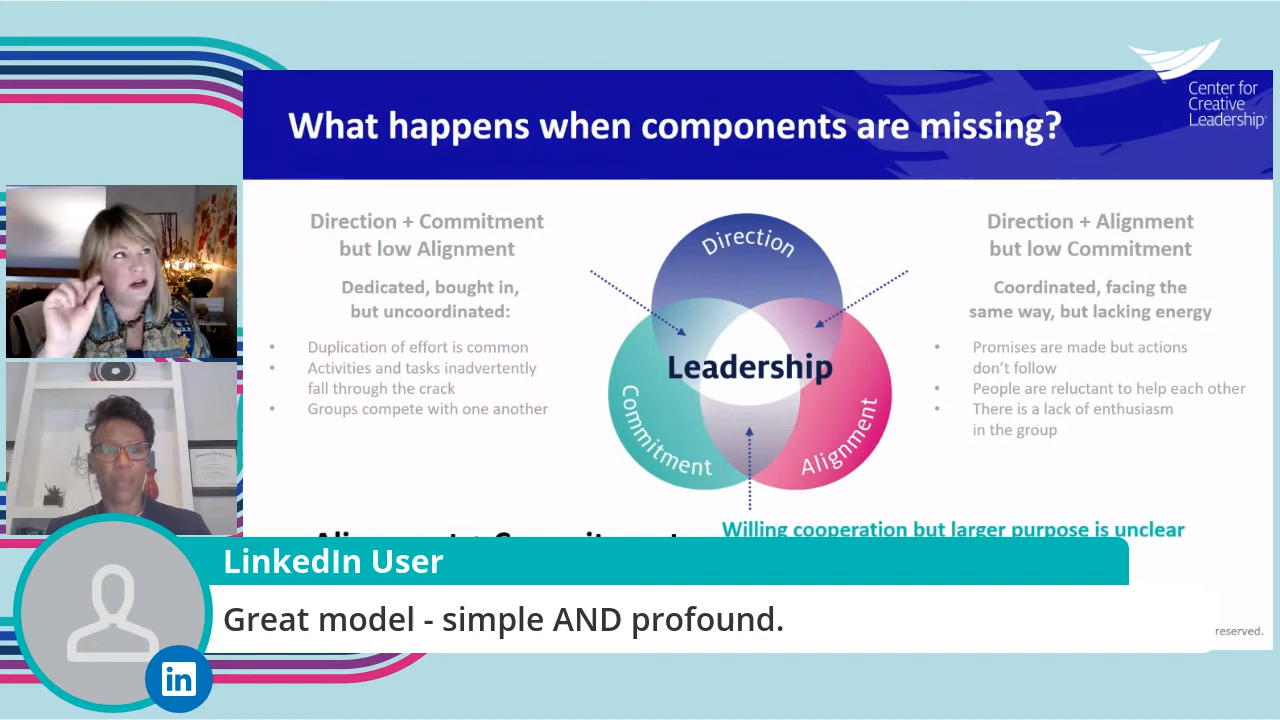 Center for
Creative
Leadership
What happens when components are missing?
Direction + Commitment
but low Alignment
Dedicated, bought in,
but uncoordinated:
• Duplication of effort is common
• Activities and tasks inadvertently
fall through the crack
• Groups compete with one another
Direction
Leadership
Commitment
Alignment
Direction + Alignment
but low Commitment
Coordinated, facing the
same way, but lacking energy
• Promises are made but actions
don't follow
• People are reluctant to help each other
• There is a lack of enthusiasm
in the group
Alignment + Commitment
Willing cooperation but larger purpose is unclear
LinkedIn User
Great model - simple AND profound.
reserved.
in